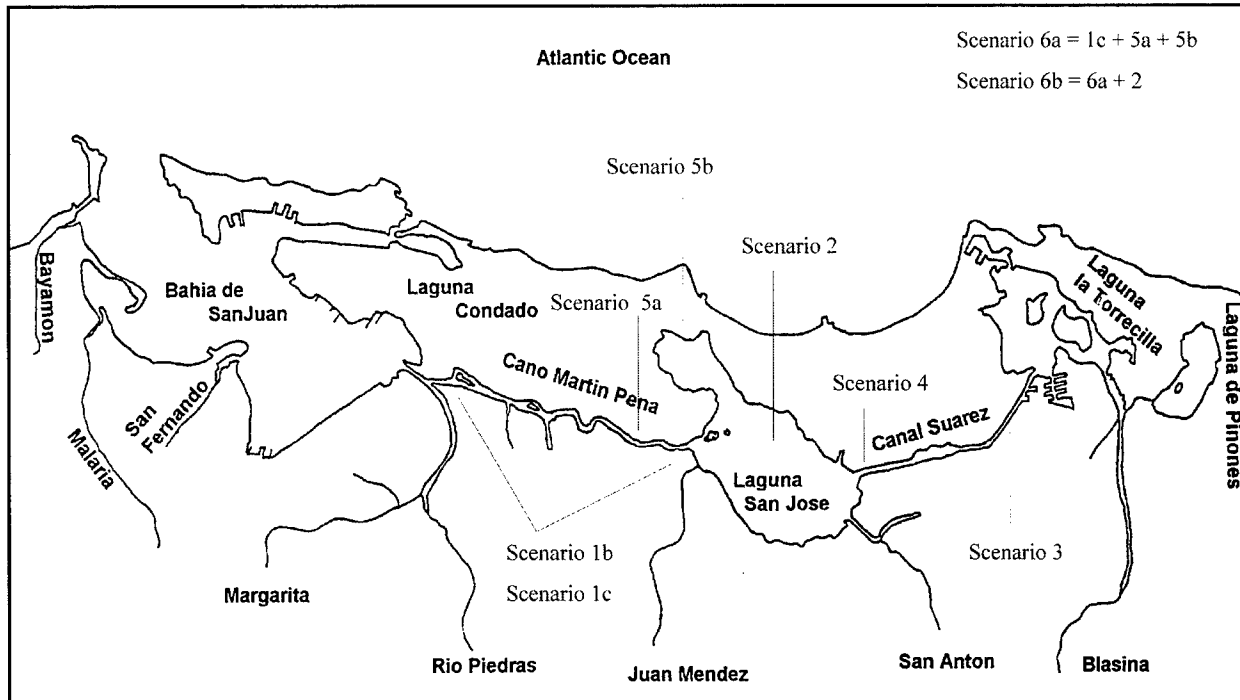 Scenario 6a = 1c + 5a + 5b
Scenario 6b = 6a + 2
Atlantic Ocean
Scenario 5b
Scenario 2
Bayamon
Bahia de
SanJuan
Laguna
Condado
Scenario 5a
Laguna
la Torrecilla
Laguna de Pinones
Cano Martin Pena
Scenario 4
Canal Suarez
San
Fernando
Malaria
Laguna
San Jose
Scenario 1b
Scenario 1c
Scenario 3
Margarita
Rio Piedras
Juan Mendez
San Anton
Blasina